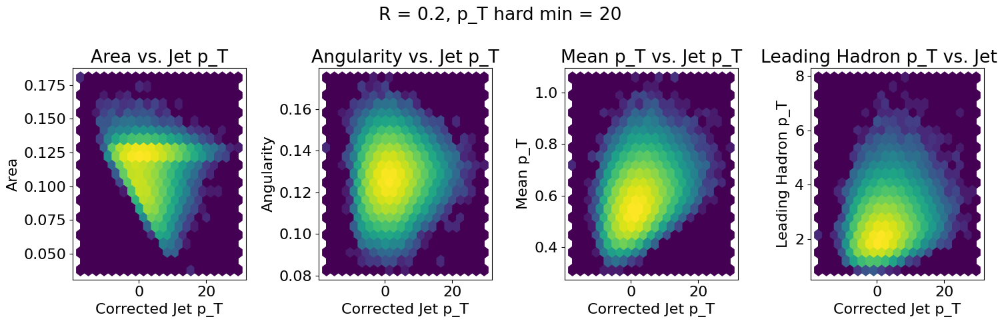 R = 0.2, p_T hard min = 20
Area vs. Jet p_T
Area
0.175
0.150
0.125
0.100
0.075
0.050
0
20
Corrected Jet p_T
Angularity vs. Jet p_T
Angularity
0.16
0.14
0.12
0.10
0.08
0
20
Corrected Jet p_T
Mean p_T vs. Jet p_T
Mean p_T
1.0
0.8
0.6
0.4
0
20
Corrected Jet p_T
Leading Hadron p_T vs. Jet
Leading Hadron p_T
8
6
4
2
0
20
Corrected Jet p_T